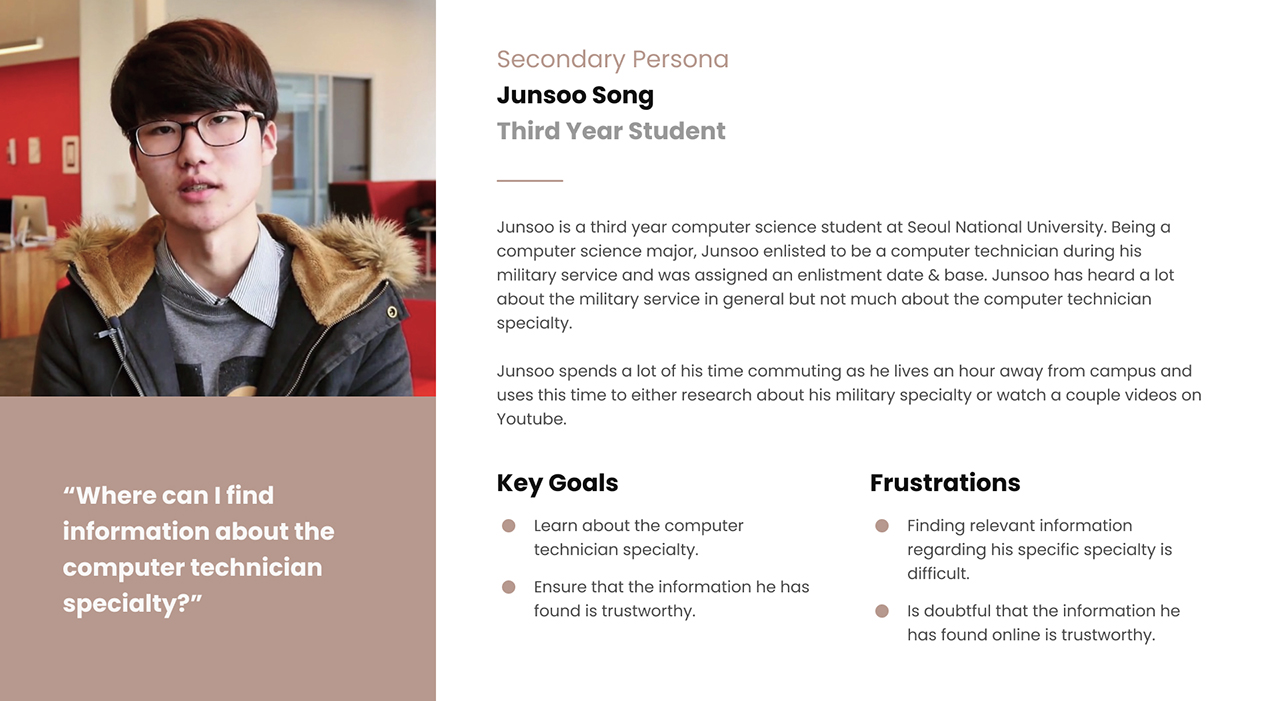 Secondary Persona
Junsoo Song
Third Year Student
Junsoo is a third year computer science student at Seoul National University. Being a
computer science major, Junsoo enlisted to be a computer technician during his
military service and was assigned an enlistment date & base. Junsoo has heard a lot
about the military service in general but not much about the computer technician
specialty.
Junsoo spends a lot of his time commuting as he lives an hour away from campus and
uses this time to either research about his military specialty or watch a couple videos on
Youtube.
“Where can I find
information about the
computer technician
specialty?”
Key Goals
Learn about the computer
technician specialty.
Ensure that the information he has
found is trustworthy.
Frustrations
Finding relevant information
regarding his specific specialty is
difficult.
Is doubtful that the information he
has found online is trustworthy.